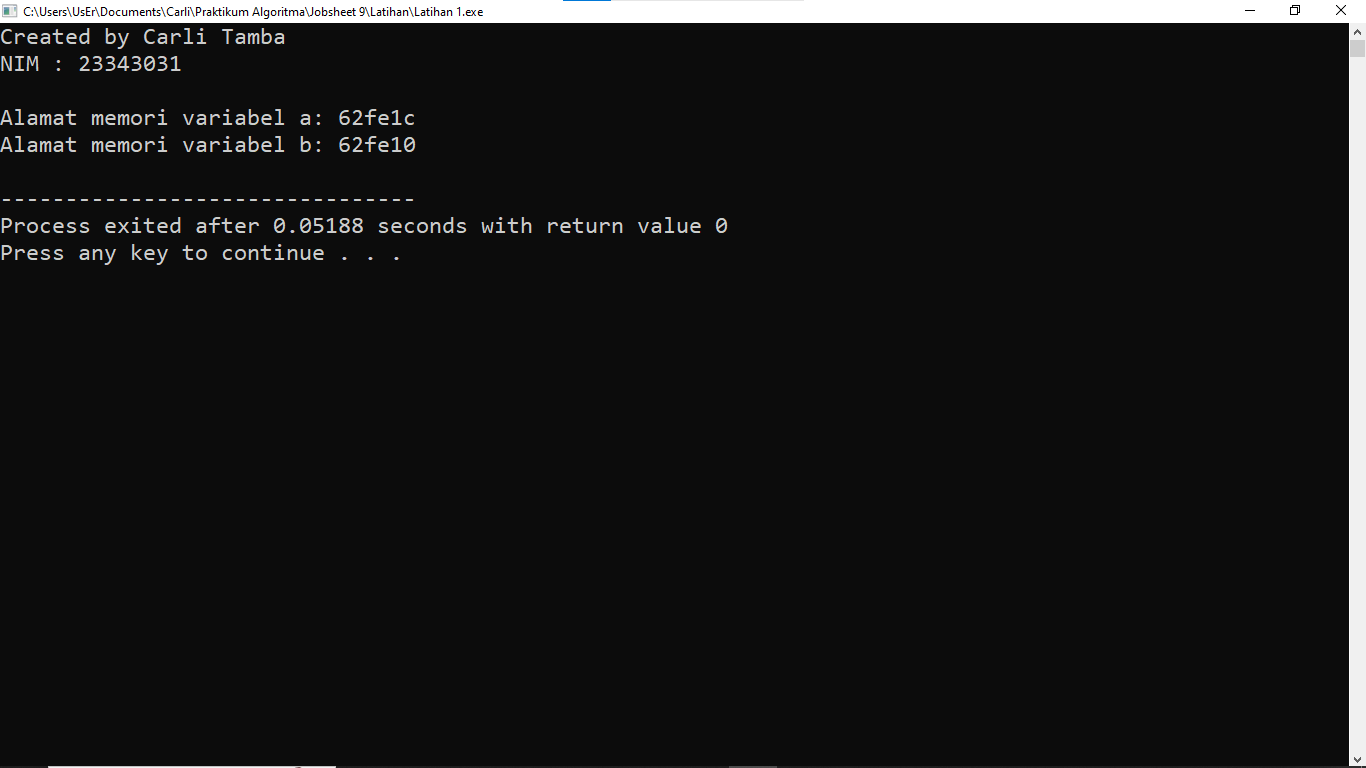 C:\Users\UsEr\Documents\Carli\Praktikum Algoritma\Jobsheet 9\Latihan\Latihan 1.exe
Created by Carli Tamba
NIM : 23343031
Alamat memori variabel a: 62fe1c
Alamat memori variabel b: 62fe10
--------------------------------
Process exited after 0.05188 seconds with return value 0
Press any key to continue . . .